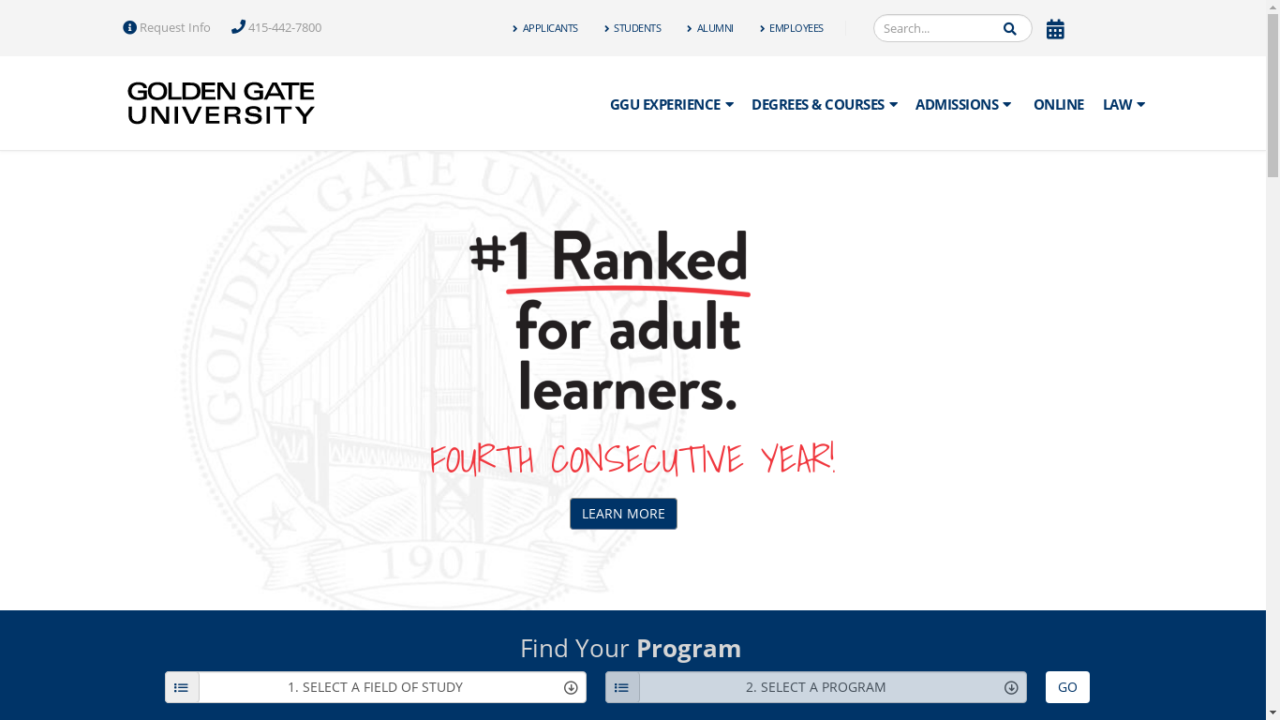 Request Info
415-442-7800
APPLICANTS
STUDENTS
ALUMNI
EMPLOYEES
Search...
GOLDEN GATE
UNIVERSITY
GGU EXPERIENCE
DEGREES & COURSES
ADMISSIONS
ONLINE
LAW
GOLDEN GATE UNIVERSITY
#1 Ranked
for adult
learners.
FOURTH CONSECUTIVE YEAR!
LEARN MORE
1901
Find Your Program
1. SELECT A FIELD OF STUDY
2. SELECT A PROGRAM
GO